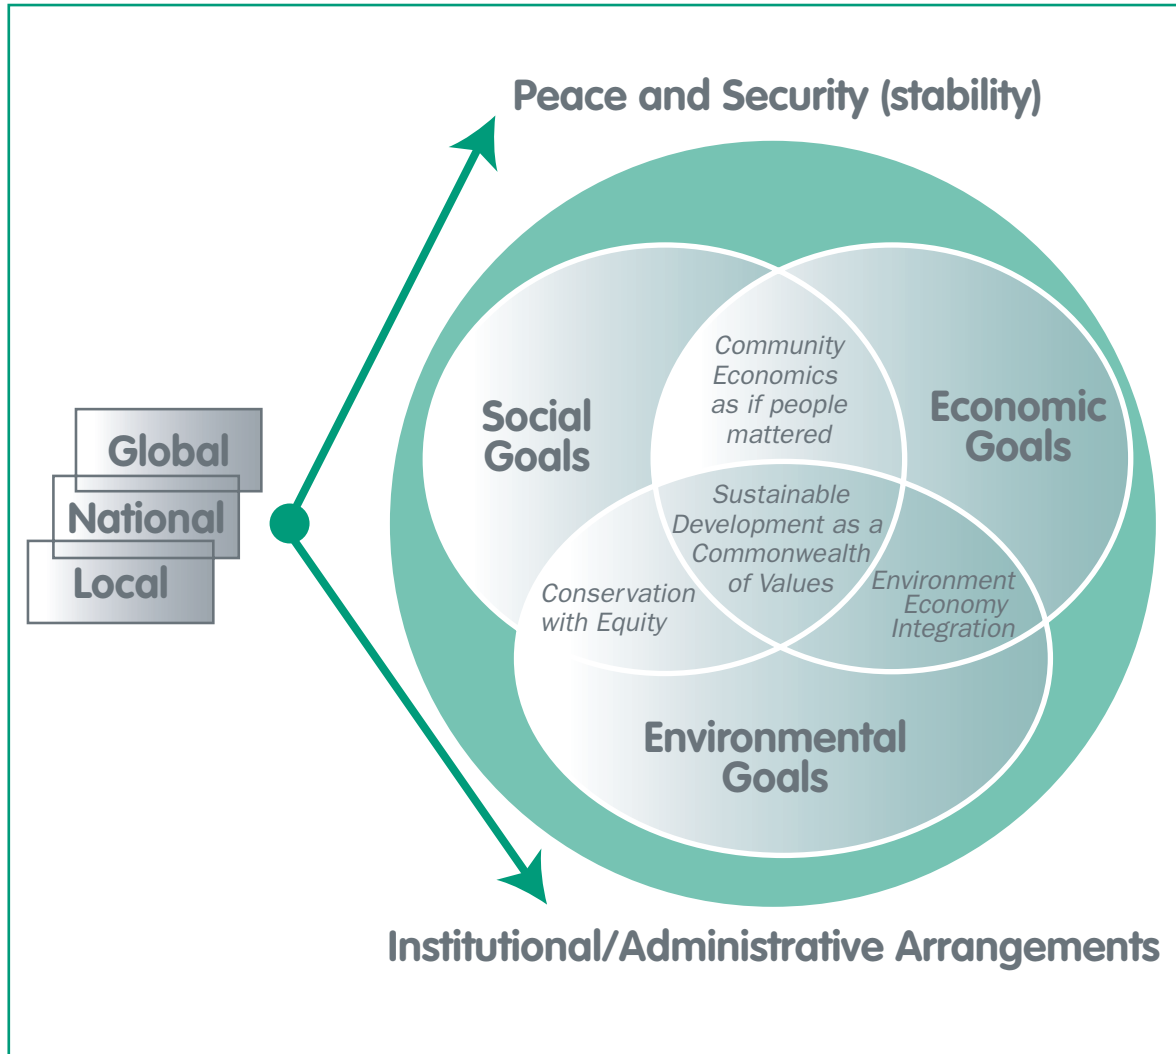 Peace and Security (stability)
Global
National
Local
Social
Goals
Community
Economics
as if people
mattered
Economic
Goals
Sustainable
Development as a
Commonwealth
of Values
Conservation
with Equity
Environment
Economy
Integration
Environmental
Goals
Institutional/Administrative Arrangements